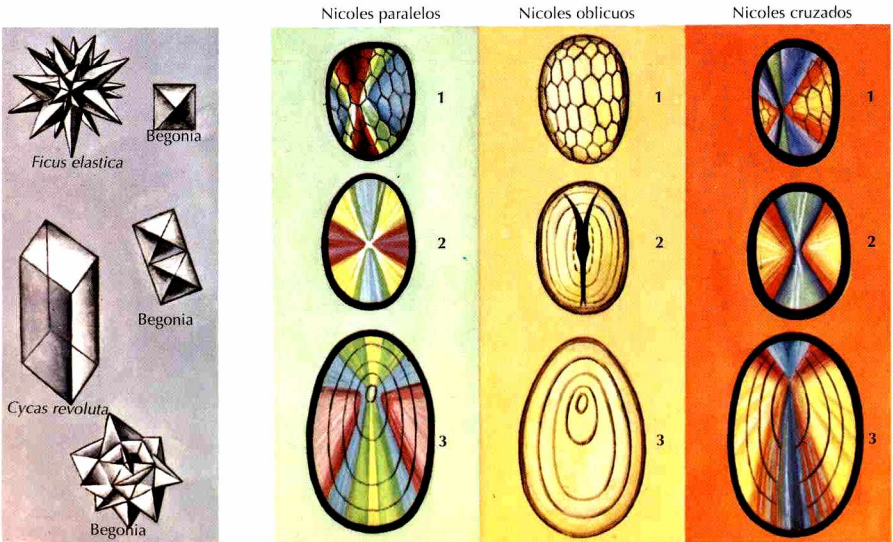 Nicoles paralelos
Nicoles oblicuos
Nicoles cruzados
Ficus elastica
Begonia
Begonia
Cycas revoluta
Begonia
1
1
1
2
2
2
3
3
3